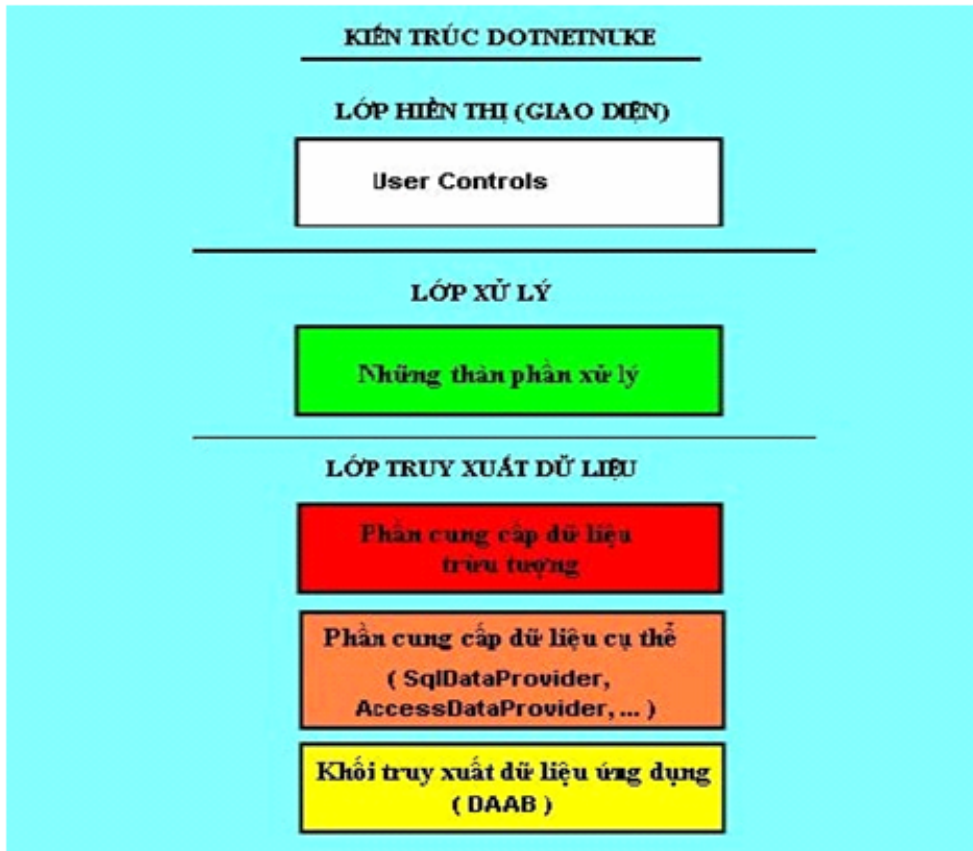 KIẾN TRÚC DOTNETNUKE
LỚP HIỂN THỊ (GIAO DIỆN)
User Controls
LỚP XỬ LÝ
Những thàn phần xử lý
LỚP TRUY XUẤT DỮ LIỆU
Phần cung cấp dữ liệu
trừu tượng
Phần cung cấp dữ liệu cụ thể
( SqlDataProvider,
AccessDataProvider, ... )
Khối truy xuất dữ liệu ứng dụng
( DAAB )